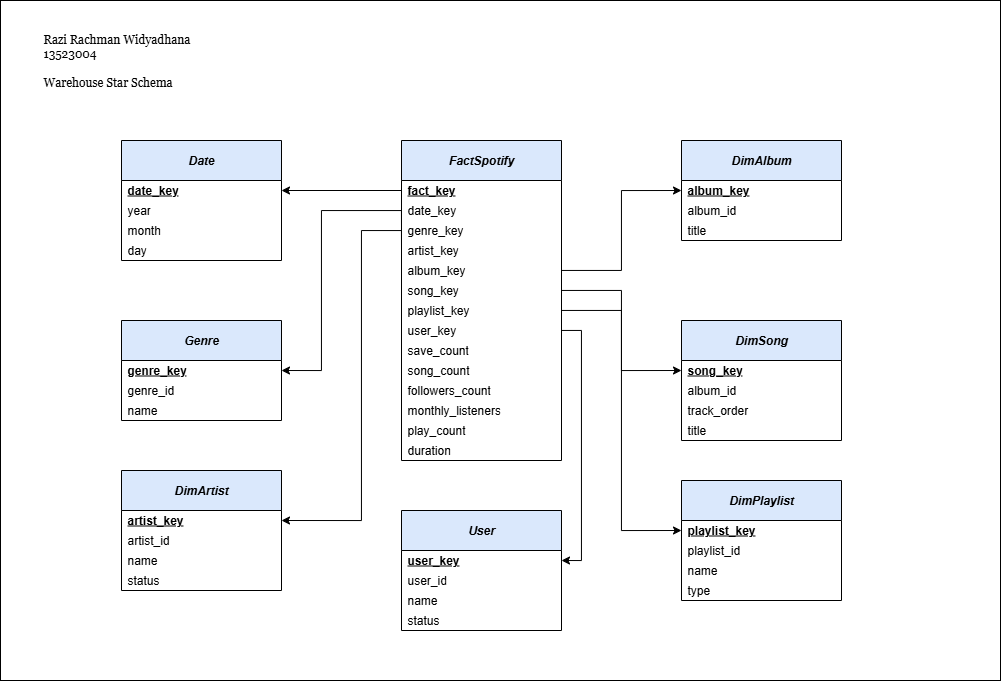 Razi Rachman Widyadhana
13523004
Warehouse Star Schema
Date
date_key
year
month
day
Genre
genre_key
genre_id
name
DimArtist
artist_key
artist_id
name
status
FactSpotify
fact_key
date_key
genre_key
artist_key
album_key
song_key
playlist_key
user_key
save_count
song_count
followers_count
monthly_listeners
play_count
duration
User
user_key
user_id
name
status
DimAlbum
album_key
album_id
title
DimSong
song_key
album_id
track_order
title
DimPlaylist
playlist_key
playlist_id
name
type